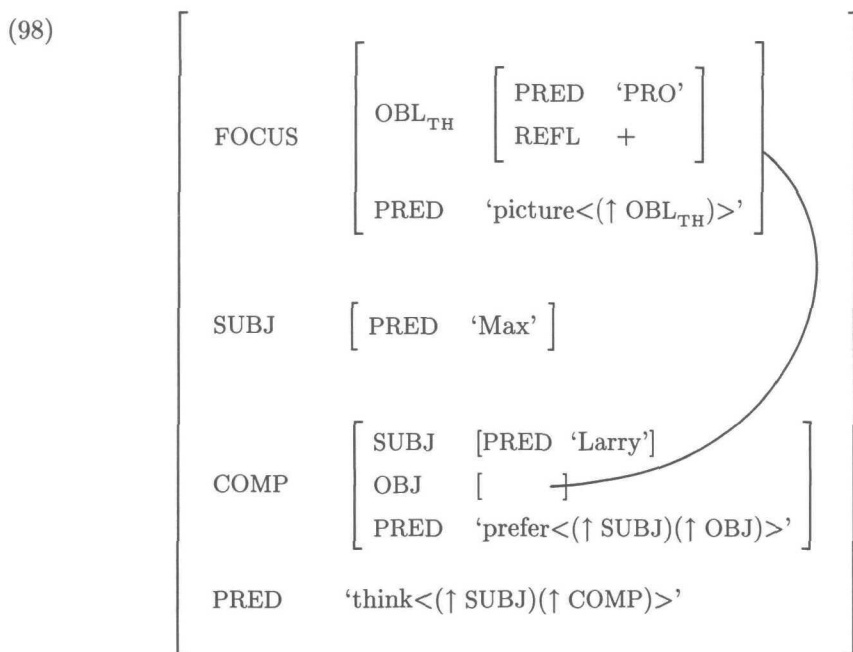 (98)
OBL_TH [ PRED ‘PRO’ ]
FOCUS [ REFL + ]
PRED ‘picture<(↑ OBL_TH)>’
SUBJ [ PRED ‘Max’ ]
SUBJ [PRED ‘Larry’]
COMP OBJ [ ]
PRED ‘prefer<(↑ SUBJ)(↑ OBJ)>’
PRED ‘think<(↑ SUBJ)(↑ COMP)>’